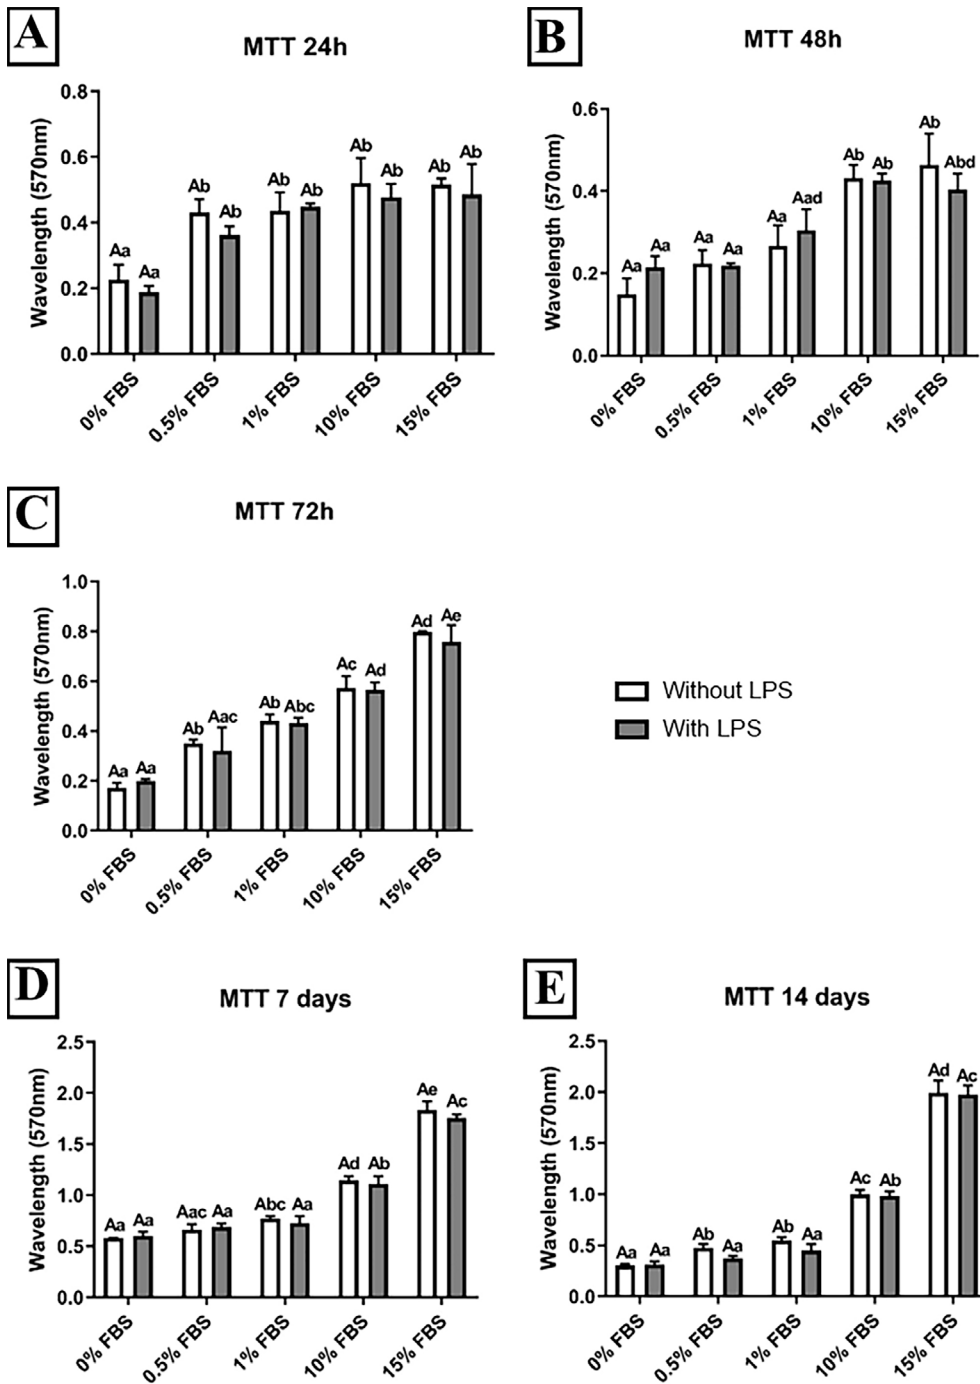 A
MTT 24h
Wavelength (570nm)
0.8
0.6
0.4
0.2
0.0
Aa Aa Ab Ab Ab Ab Ab Ab Ab Ab
0% FBS 0.5% FBS 1% FBS 10% FBS 15% FBS
B
MTT 48h
Wavelength (570nm)
0.6
0.4
0.2
0.0
Aa Aa Aa Aa Aa Aad Ab Ab Ab Abd
0% FBS 0.5% FBS 1% FBS 10% FBS 15% FBS
C
MTT 72h
Wavelength (570nm)
1.0
0.8
0.6
0.4
0.2
0.0
Aa Aa Ab Aac Ab Abc Ac Ad Ad Ae
0% FBS 0.5% FBS 1% FBS 10% FBS 15% FBS
Without LPS
With LPS
D
MTT 7 days
Wavelength (570nm)
2.5
2.0
1.5
1.0
0.5
0.0
Aa Aa Aac Aa Abc Aa Ad Ab Ae Ac
0% FBS 0.5% FBS 1% FBS 10% FBS 15% FBS
E
MTT 14 days
Wavelength (570nm)
2.5
2.0
1.5
1.0
0.5
0.0
Aa Aa Ab Aa Ab Aa Ac Ab Ad Ac
0% FBS 0.5% FBS 1% FBS 10% FBS 15% FBS